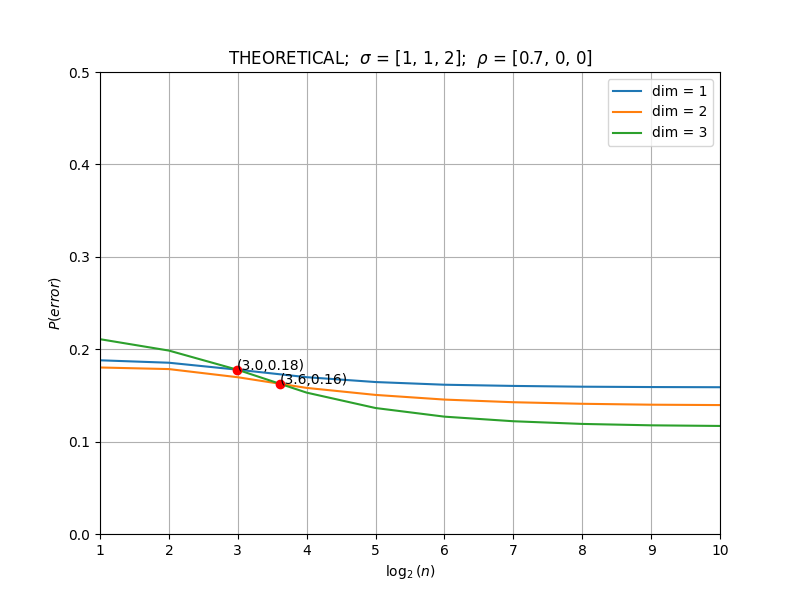 THEORETICAL; σ = [1, 1, 2]; ρ = [0.7, 0, 0]
0.5
dim = 1
dim = 2
dim = 3
0.4
0.3
P(error)
0.2
(3.0,0.18)
(3.6,0.16)
0.1
0.0
1 2 3 4 5 6 7 8 9 10
log₂(n)